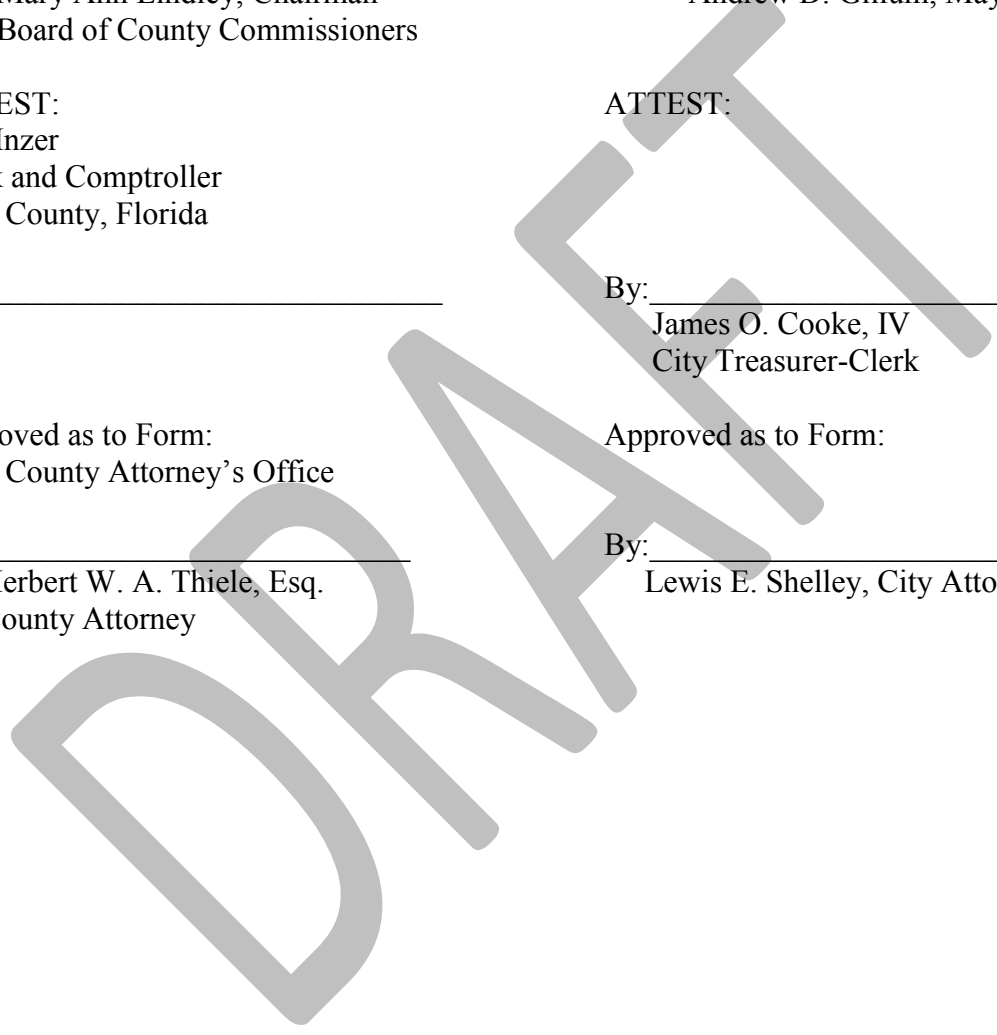 Mary Ann Lindley, Chairman
Board of County Commissioners
EST:
Inzer
k and Comptroller
County, Florida
oved as to Form:
County Attorney’s Office
Herbert W. A. Thiele, Esq.
ounty Attorney
Andrew D. Gillum, May
ATTEST:
By:
James O. Cooke, IV
City Treasurer-Clerk
Approved as to Form:
By:
Lewis E. Shelley, City Atto
DRAFT